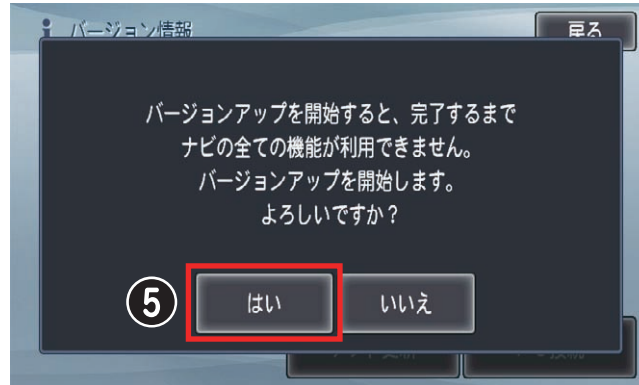 バージョン情報
戻る
バージョンアップを開始すると、完了するまで
ナビの全ての機能が利用できません。
バージョンアップを開始します。
よろしいですか？
⑤
はい
いいえ